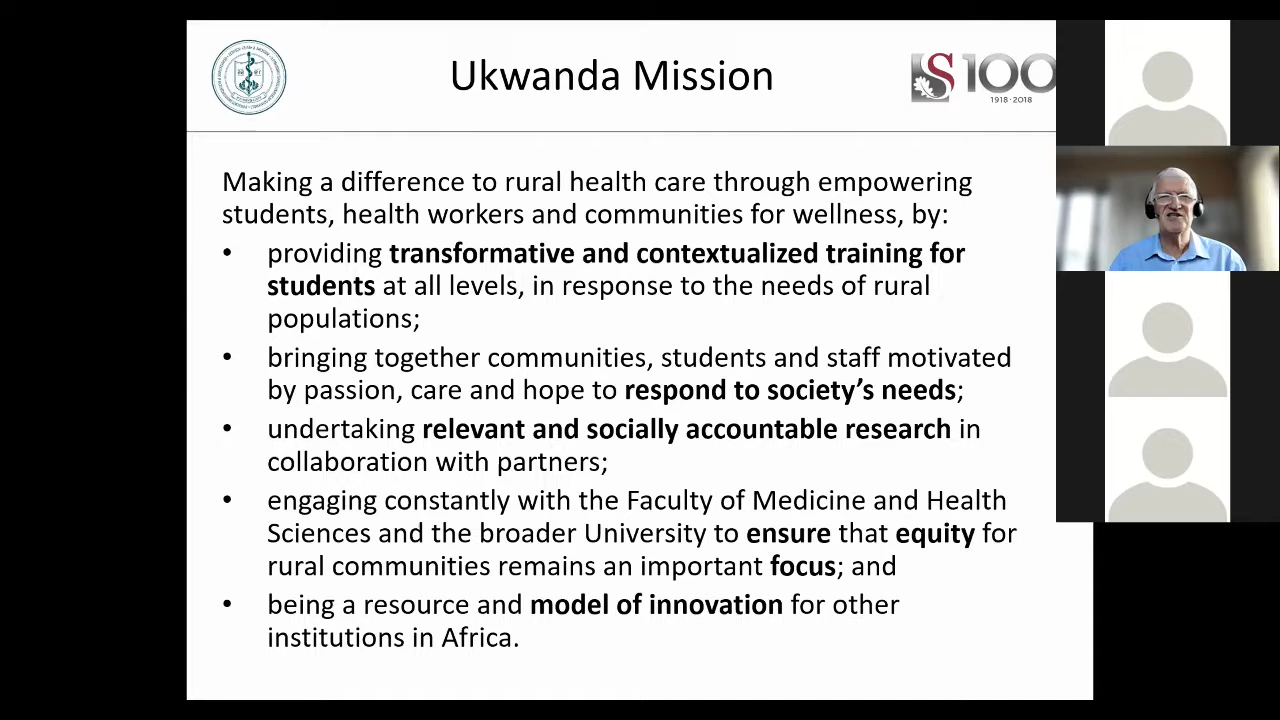 Ukwanda Mission
S100
1918·2018
Making a difference to rural health care through empowering
students, health workers and communities for wellness, by:
• providing transformative and contextualized training for
students at all levels, in response to the needs of rural
populations;
• bringing together communities, students and staff motivated
by passion, care and hope to respond to society’s needs;
• undertaking relevant and socially accountable research in
collaboration with partners;
• engaging constantly with the Faculty of Medicine and Health
Sciences and the broader University to ensure that equity for
rural communities remains an important focus; and
• being a resource and model of innovation for other
institutions in Africa.